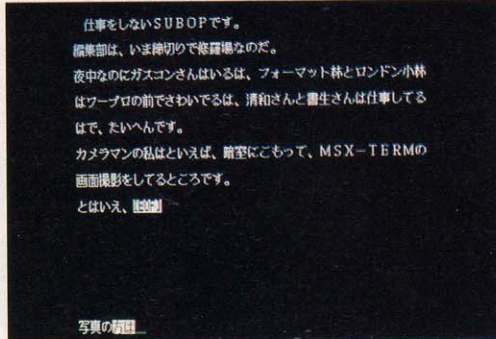 仕事をしないSUBOPです。
編集部は、いま締切りで修羅場なのだ。
夜中なのにガスコンさんはいるは、フォーマット林とロンドン小林
はワープロの前でさわいでるは、清和さんと書生さんは仕事してる
はで、たいへんです。
カメラマンの私はといえば、暗室にこもって、MSX－TERMの
画面撮影をしてるところです。
とはいえ、[EOF]
写真の方は